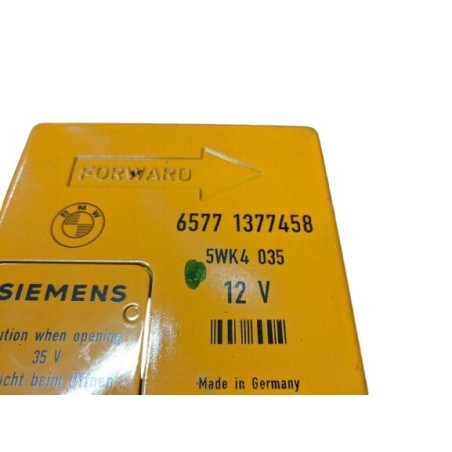 FORWARD
BMW
6577 1377458
5WK4 035
12 V
SIEMENS
ution when opening
35 V
icht beim Öffnen
Made in Germany